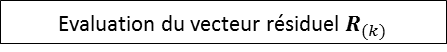 Evaluation du vecteur résiduel R₍ₖ₎